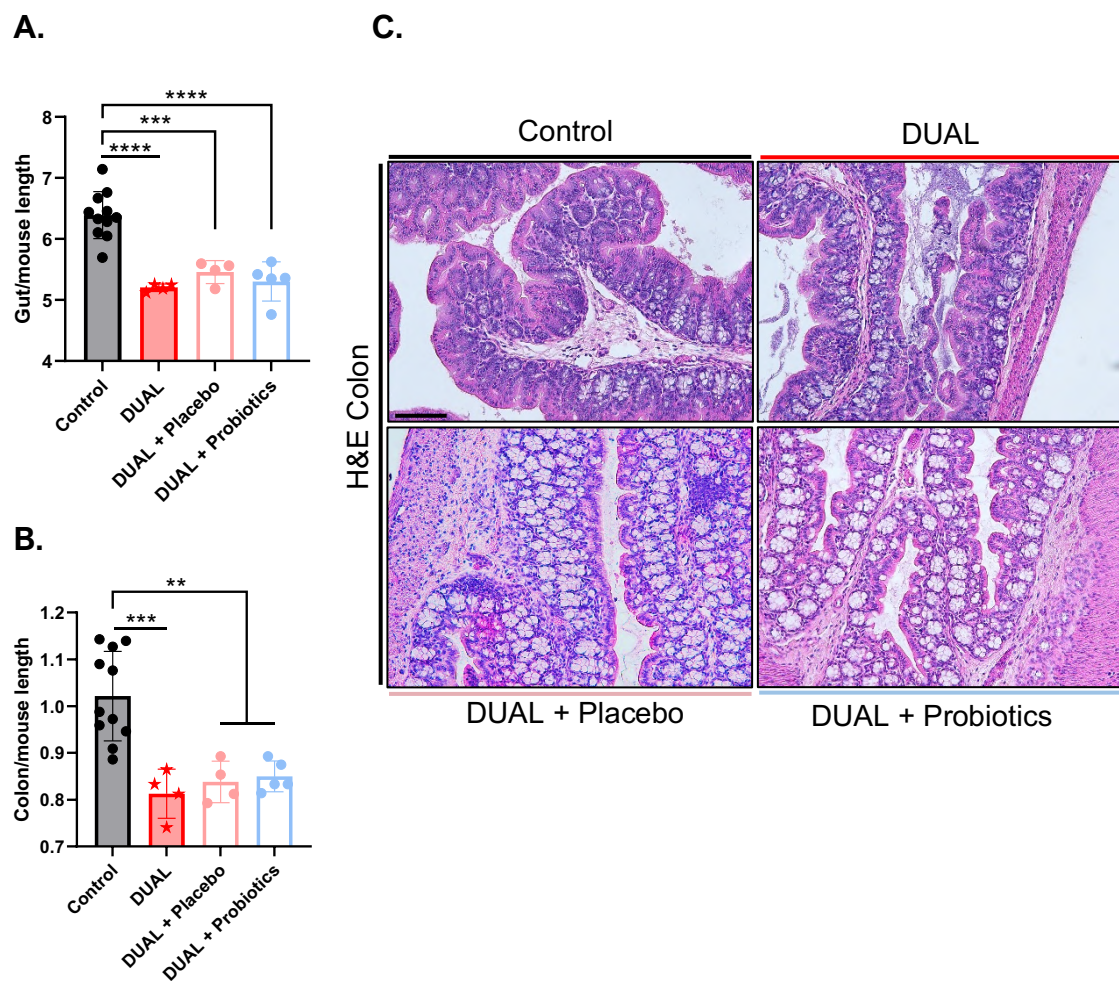 A.
****
***
****
Gut/mouse length
8
7
6
5
4
Control
DUAL
DUAL + Placebo
DUAL + Probiotics
B.
**
***
Colon/mouse length
1.2
1.1
1.0
0.9
0.8
0.7
Control
DUAL
DUAL + Placebo
DUAL + Probiotics
C.
Control
DUAL
H&E Colon
DUAL + Placebo
DUAL + Probiotics